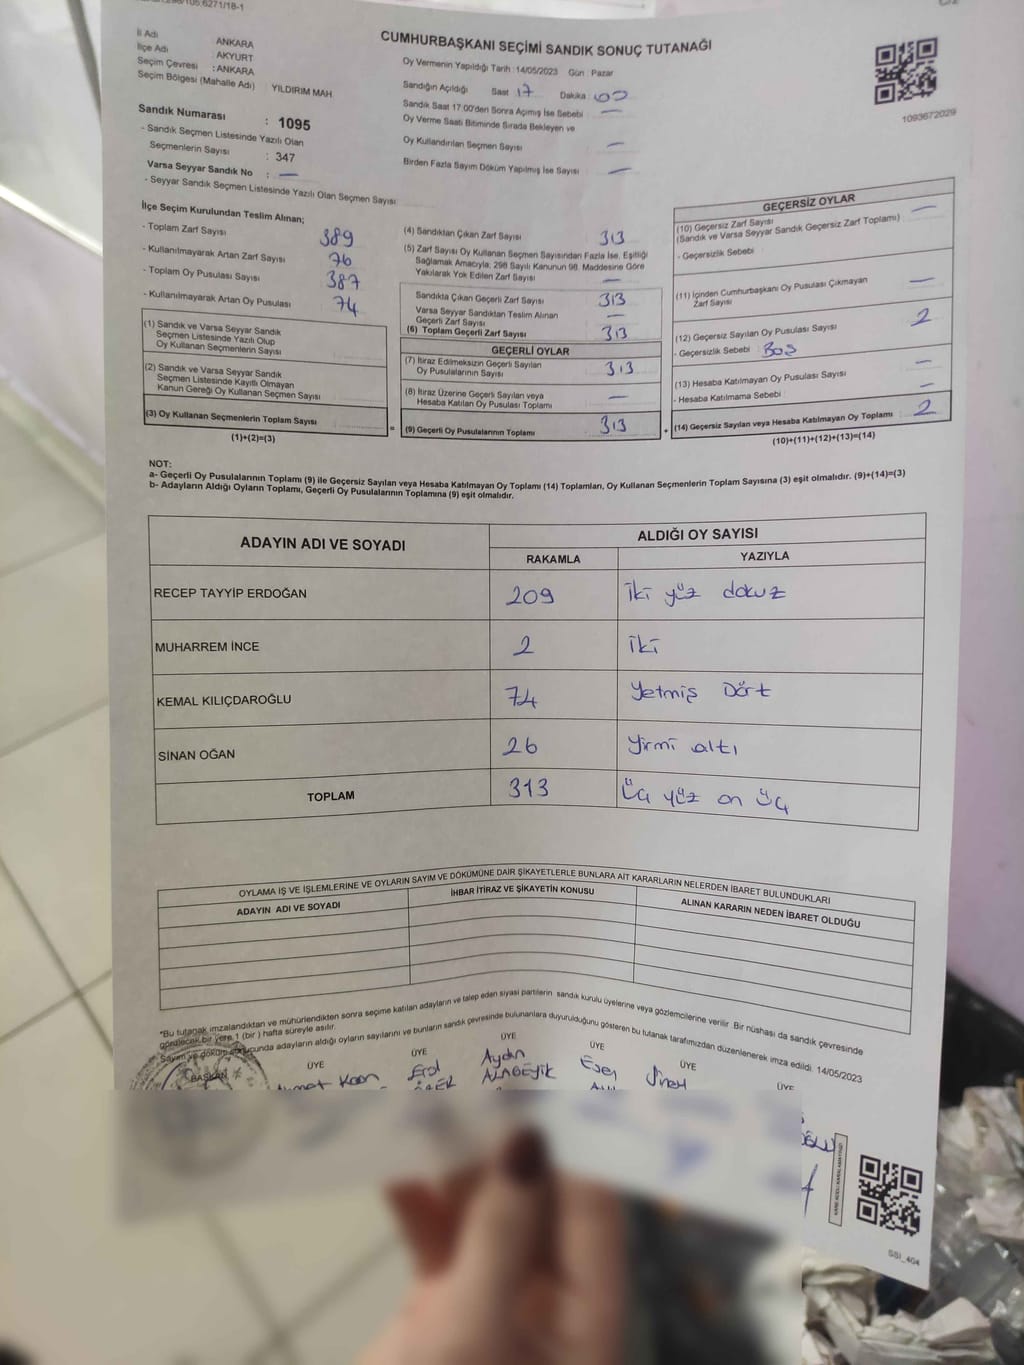 CUMHURBAŞKANI SEÇİMİ SANDIK SONUÇ TUTANAĞI
İl Adı ANKARA
İlçe Adı : AKYURT
Seçim Çevresi : ANKARA
Seçim Bölgesi (Mahalle Adı) : YILDIRIM MAH.
Sandık Numarası : 1095
- Sandık Seçmen Listesinde Yazılı Olan
Seçmenlerin Sayısı : 347
Varsa Seyyar Sandık No : —
- Seyyar Sandık Seçmen Listesinde Yazılı Olan Seçmen Sayısı
Oy Vermenin Yapıldığı Tarih : 14/05/2023 Gün : Pazar
Sandığın Açıldığı Saat : 17 Dakika : 00
Sandık Saat 17:00'den Sonra Açımış İse Sebebi : —
Oy Verme Saati Bitiminde Sırada Bekleyen ve
Oy Kullandırılan Seçmen Sayısı : —
Birden Fazla Sayım Döküm Yapılmış İse Sayısı : —
1093672029
İlçe Seçim Kurulundan Teslim Alınan;
- Toplam Zarf Sayısı 389
- Kullanılmayarak Artan Zarf Sayısı 76
- Toplam Oy Pusulası Sayısı 387
- Kullanılmayarak Artan Oy Pusulası 74
(1) Sandık ve Varsa Seyyar Sandık
Seçmen Listesinde Yazılı Olup
Oy Kullanan Seçmenlerin Sayısı
(2) Sandık ve Varsa Seyyar Sandık
Seçmen Listesinde Kayıtlı Olmayan
Kanun Gereği Oy Kullanan Seçmen Sayısı
(3) Oy Kullanan Seçmenlerin Toplam Sayısı
(1)+(2)=(3)
(4) Sandıktan Çıkan Zarf Sayısı 313
(5) Zarf Sayısı Oy Kullanan Seçmen Sayısından Fazla İse, Eşitliği
Sağlamak Amacıyla; 298 Sayılı Kanunun 98. Maddesine Göre
Yakılarak Yok Edilen Zarf Sayısı —
Sandıkta Çıkan Geçerli Zarf Sayısı 313
Varsa Seyyar Sandıktan Teslim Alınan
Geçerli Zarf Sayısı —
(6) Toplam Geçerli Zarf Sayısı 313
GEÇERLİ OYLAR
(7) İtiraz Edilmeksizin Geçerli Sayılan
Oy Pusulalarının Sayısı 313
(8) İtiraz Üzerine Geçerli Sayılan veya
Hesaba Katılan Oy Pusulası Toplamı —
= (9) Geçerli Oy Pusulalarının Toplamı 313 +
GEÇERSİZ OYLAR
(10) Geçersiz Zarf Sayısı —
(Sandık ve Varsa Seyyar Sandık Geçersiz Zarf Toplamı)
- Geçersizlik Sebebi
(11) İçinden Cumhurbaşkanı Oy Pusulası Çıkmayan
Zarf Sayısı —
(12) Geçersiz Sayılan Oy Pusulası Sayısı 2
- Geçersizlik Sebebi : BOŞ
(13) Hesaba Katılmayan Oy Pusulası Sayısı —
- Hesaba Katılmama Sebebi : —
(14) Geçersiz Sayılan veya Hesaba Katılmayan Oy Toplamı 2
(10)+(11)+(12)+(13)=(14)
NOT:
a- Geçerli Oy Pusulalarının Toplamı (9) ile Geçersiz Sayılan veya Hesaba Katılmayan Oy Toplamı (14) Toplamları, Oy Kullanan Seçmenlerin Toplam Sayısına (3) eşit olmalıdır. (9)+(14)=(3)
b- Adayların Aldığı Oyların Toplamı, Geçerli Oy Pusulalarının Toplamına (9) eşit olmalıdır.
ADAYIN ADI VE SOYADI ALDIĞI OY SAYISI
RAKAMLA YAZIYLA
RECEP TAYYİP ERDOĞAN 209 İki yüz dokuz
MUHARREM İNCE 2 İki
KEMAL KILIÇDAROĞLU 74 Yetmiş Dört
SİNAN OĞAN 26 Yirmi altı
TOPLAM 313 Üç yüz on üç
OYLAMA İŞ VE İŞLEMLERİNE VE OYLARIN SAYIM VE DÖKÜMÜNE DAİR ŞİKAYETLERLE BUNLARA AİT KARARLARIN NELERDEN İBARET BULUNDUKLARI
ADAYIN ADI VE SOYADI İHBAR İTİRAZ VE ŞİKAYETİN KONUSU ALINAN KARARIN NEDEN İBARET OLDUĞU
*Bu tutanak imzalandıktan ve mühürlendikten sonra seçime katılan adayların ve talep eden siyasi partilerin sandık kurulu üyelerine veya gözlemcilerine verilir. Bir nüshası da sandık çevresinde
görülecek bir yere 1 (bir) hafta süreyle asılır.
Sayım ve döküm sonucunda adayların aldığı oyların sayılarını ve bunların sandık çevresinde bulunanlara duyurulduğunu gösteren bu tutanak tarafımızdan düzenlenerek imza edildi. 14/05/2023
BAŞKAN ÜYE ÜYE ÜYE ÜYE ÜYE ÜYE
Aydın
SSI_404